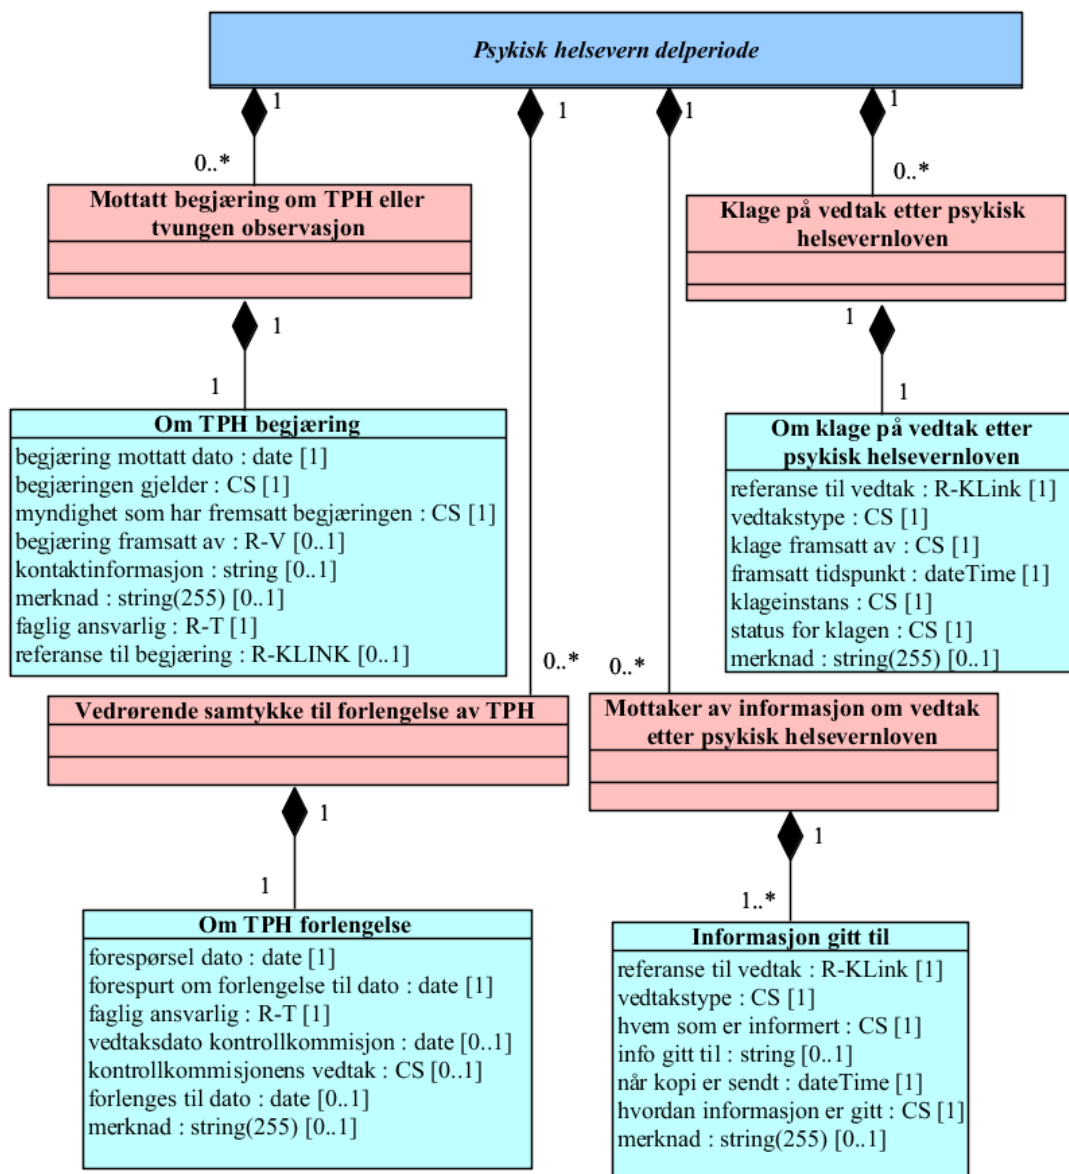 Psykisk helsevern delperiode
1
1
1
1
0..*
0..*
Mottatt begjæring om TPH eller
tvungen observasjon
Klage på vedtak etter psykisk
helsevernloven
1
1
1
1
Om TPH begjæring
begjæring mottatt dato : date [1]
begjæringen gjelder : CS [1]
myndighet som har fremsatt begjæringen : CS [1]
begjæring framsatt av : R-V [0..1]
kontaktinformasjon : string [0..1]
merknad : string(255) [0..1]
faglig ansvarlig : R-T [1]
referanse til begjæring : R-KLINK [0..1]
Om klage på vedtak etter
psykisk helsevernloven
referanse til vedtak : R-KLink [1]
vedtakstype : CS [1]
klage framsatt av : CS [1]
framsatt tidspunkt : dateTime [1]
klageinstans : CS [1]
status for klagen : CS [1]
merknad : string(255) [0..1]
0..*
0..*
Vedrørende samtykke til forlengelse av TPH
Mottaker av informasjon om vedtak
etter psykisk helsevernloven
1
1
1
1..*
Om TPH forlengelse
forespørsel dato : date [1]
forespurt om forlengelse til dato : date [1]
faglig ansvarlig : R-T [1]
vedtaksdato kontrollkommisjon : date [0..1]
kontrollkommisjonens vedtak : CS [0..1]
forlenges til dato : date [0..1]
merknad : string(255) [0..1]
Informasjon gitt til
referanse til vedtak : R-KLink [1]
vedtakstype : CS [1]
hvem som er informert : CS [1]
info gitt til : string [0..1]
når kopi er sendt : dateTime [1]
hvordan informasjon er gitt : CS [1]
merknad : string(255) [0..1]